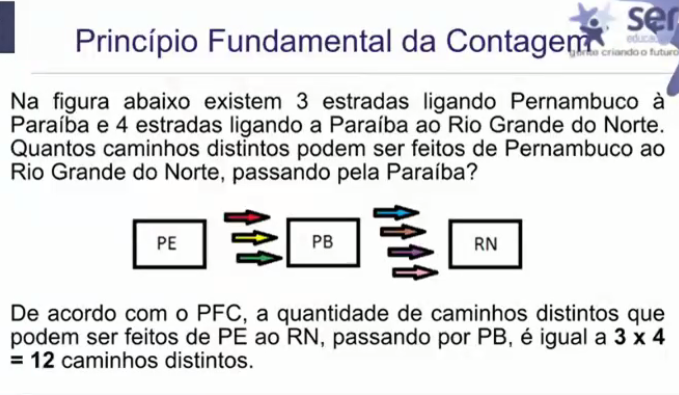 Princípio Fundamental da Contagem
ser
educa
gente criando o futuro
Na figura abaixo existem 3 estradas ligando Pernambuco à
Paraíba e 4 estradas ligando a Paraíba ao Rio Grande do Norte.
Quantos caminhos distintos podem ser feitos de Pernambuco ao
Rio Grande do Norte, passando pela Paraíba?
PE PB RN
De acordo com o PFC, a quantidade de caminhos distintos que
podem ser feitos de PE ao RN, passando por PB, é igual a 3 x 4
= 12 caminhos distintos.